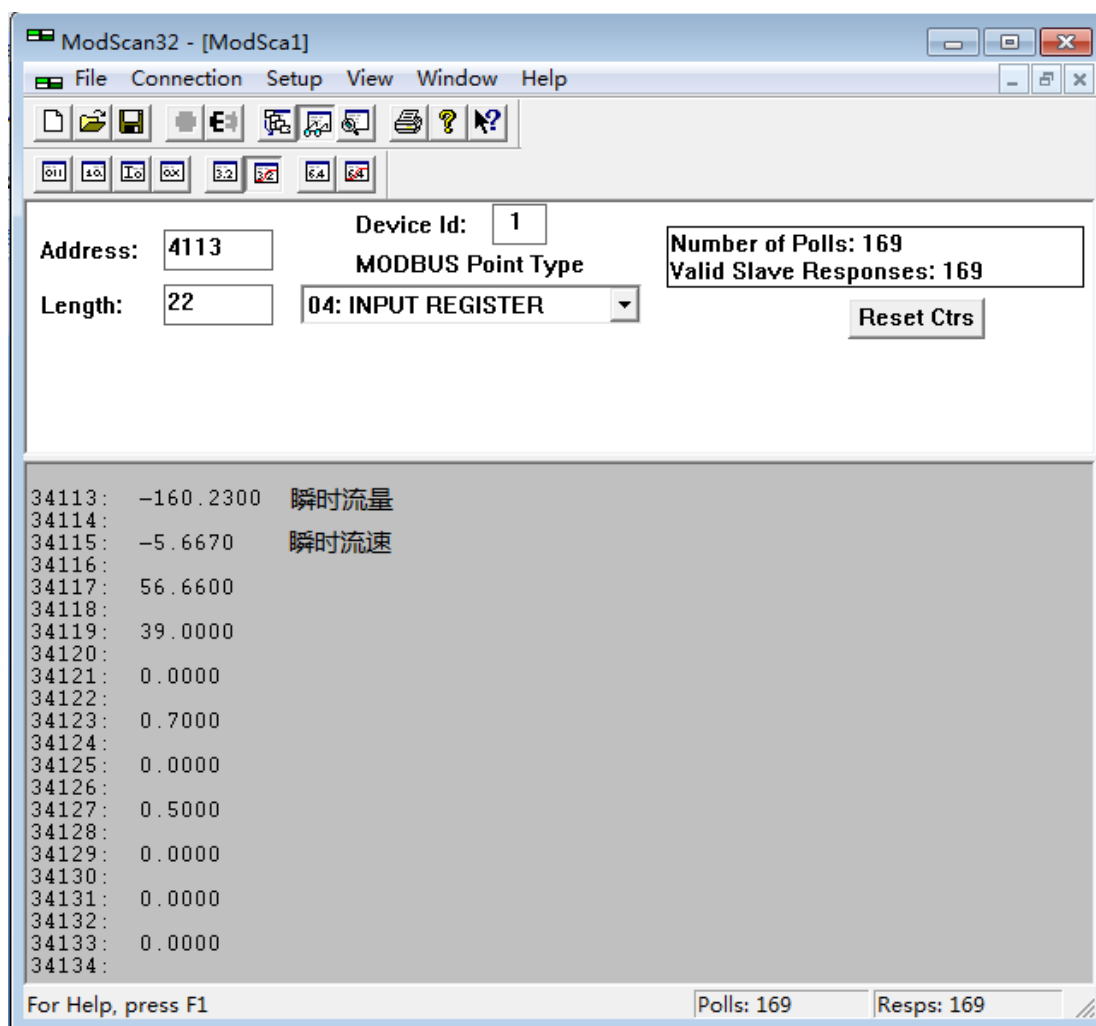 ModScan32 - [ModSca1]
File Connection Setup View Window Help
Address: 4113
Device Id: 1
MODBUS Point Type
Length: 22
04: INPUT REGISTER
Number of Polls: 169
Valid Slave Responses: 169
Reset Ctrs
34113: -160.2300 瞬时流量
34114:
34115: -5.6670 瞬时流速
34116:
34117: 56.6600
34118:
34119: 39.0000
34120:
34121: 0.0000
34122:
34123: 0.7000
34124:
34125: 0.0000
34126:
34127: 0.5000
34128:
34129: 0.0000
34130:
34131: 0.0000
34132:
34133: 0.0000
34134:
For Help, press F1
Polls: 169
Resps: 169